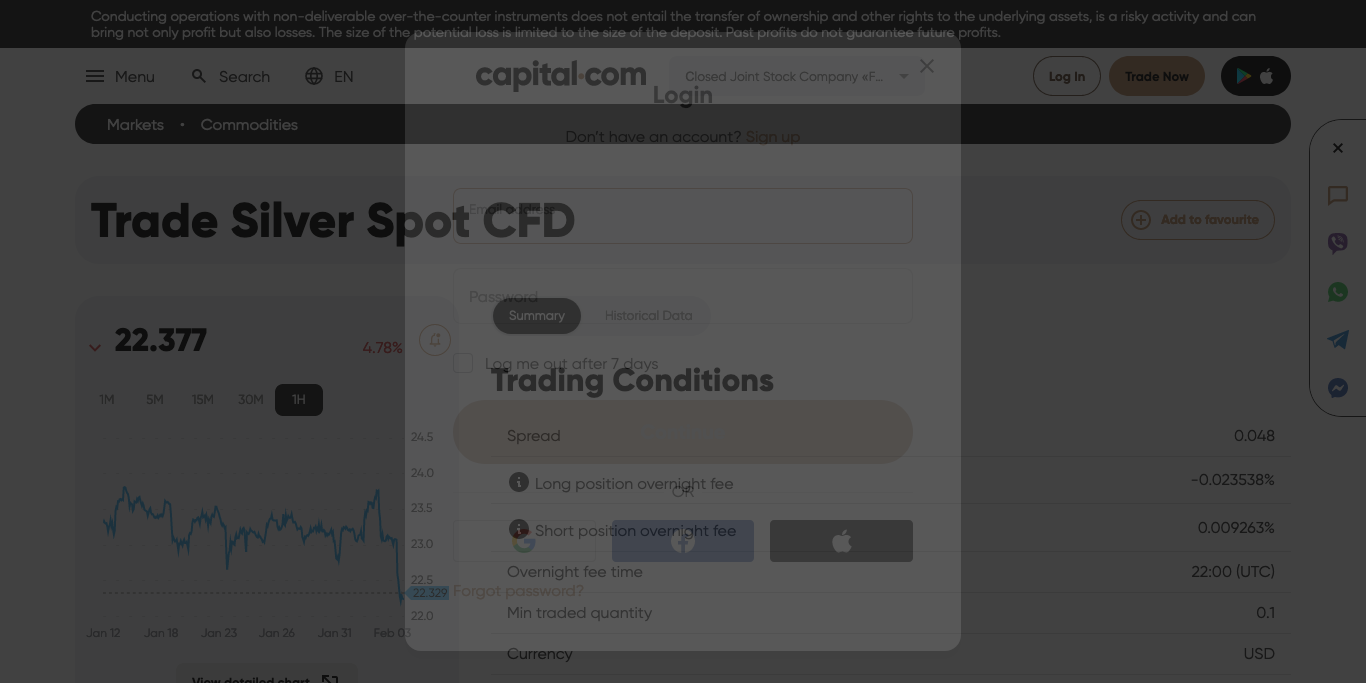 Conducting operations with non-deliverable over-the-counter instruments does not entail the transfer of ownership and other rights to the underlying assets, is a risky activity and can
bring not only profit but also losses. The size of the potential loss is limited to the size of the deposit. Past profits do not guarantee future profits.
Menu
Search
EN
capital.com
Closed Joint Stock Company «F...
Log In
Trade Now
Login
Markets • Commodities
Don't have an account? Sign up
Trade Silver Spot CFD
Email address
Add to favourite
Password
Summary
Historical Data
22.377
4.78%
Log me out after 7 days
Trading Conditions
1M 5M 15M 30M 1H
Spread
0.048
24.5
24.0
23.5
23.0
22.5
22.329
22.0
Jan 12 Jan 18 Jan 23 Jan 26 Jan 31 Feb 03
View detailed chart
Long position overnight fee
-0.023538%
OR
Short position overnight fee
0.009263%
Overnight fee time
22:00 (UTC)
Forgot password?
Min traded quantity
0.1
Currency
USD